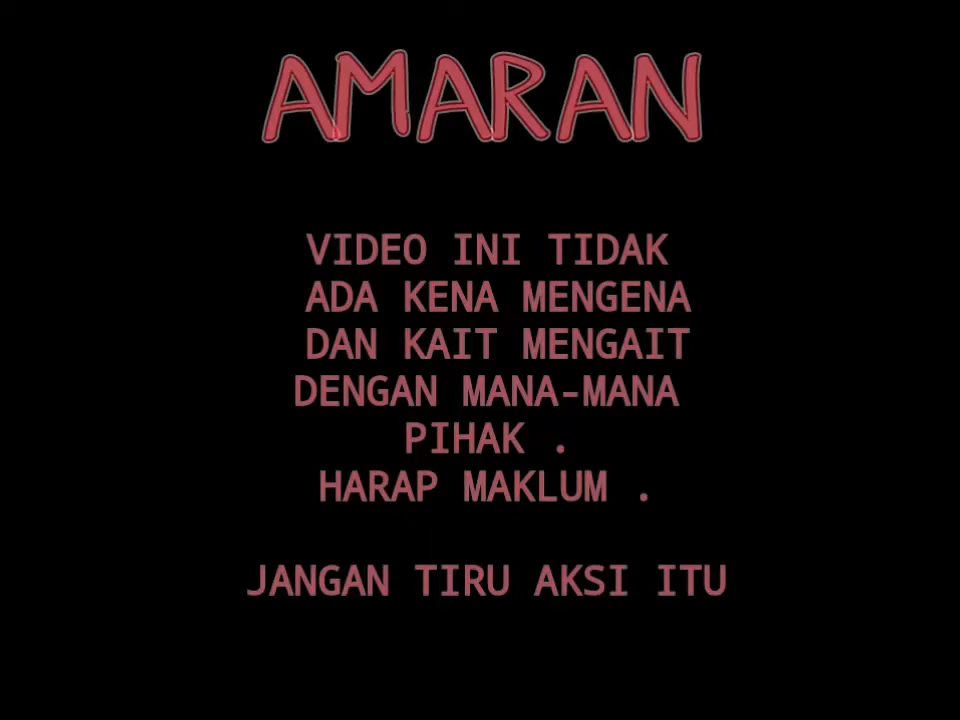 AMARAN
VIDEO INI TIDAK
ADA KENA MENGENA
DAN KAIT MENGAIT
DENGAN MANA-MANA
PIHAK .
HARAP MAKLUM .
JANGAN TIRU AKSI ITU